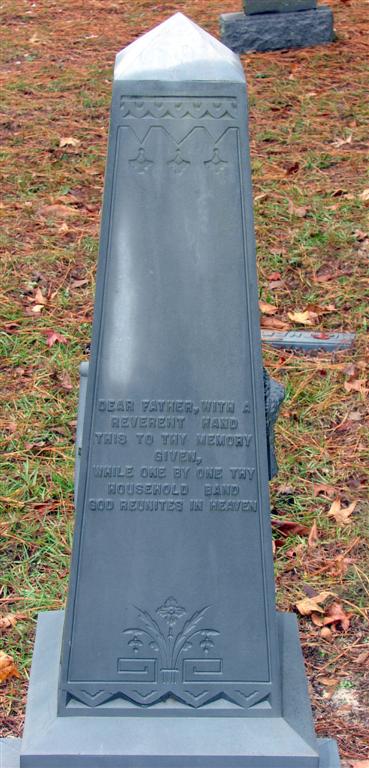 DEAR FATHER, WITH A
REVERENT HAND
THIS TO THY MEMORY
GIVEN,
WHILE ONE BY ONE THY
HOUSEHOLD BAND
GOD REUNITES IN HEAVEN